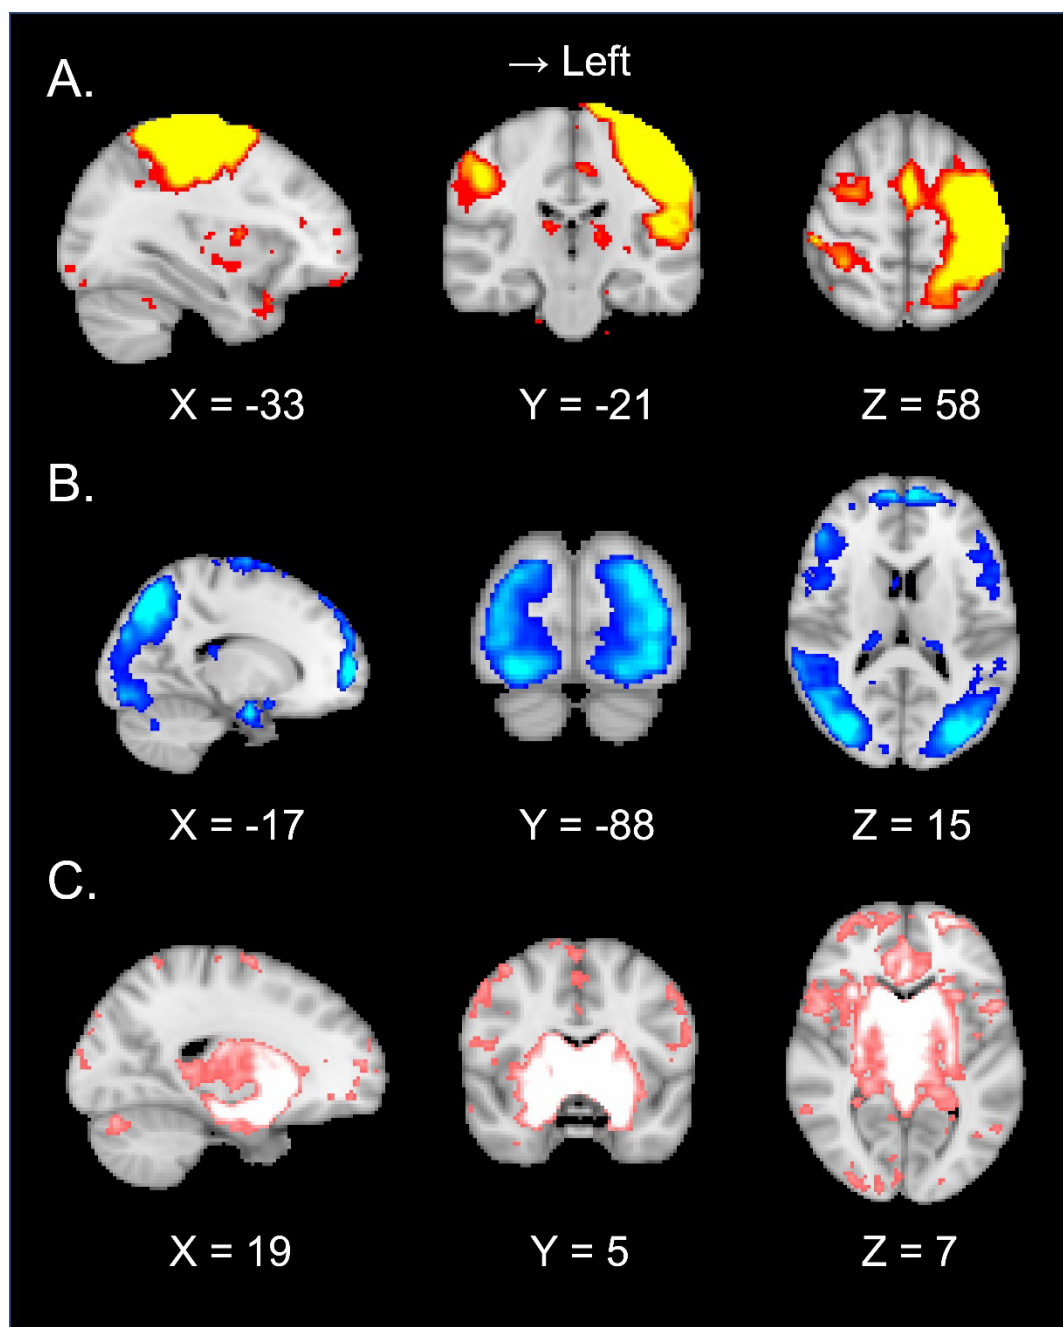 A.
→ Left
X = -33
Y = -21
Z = 58
B.
X = -17
Y = -88
Z = 15
C.
X = 19
Y = 5
Z = 7